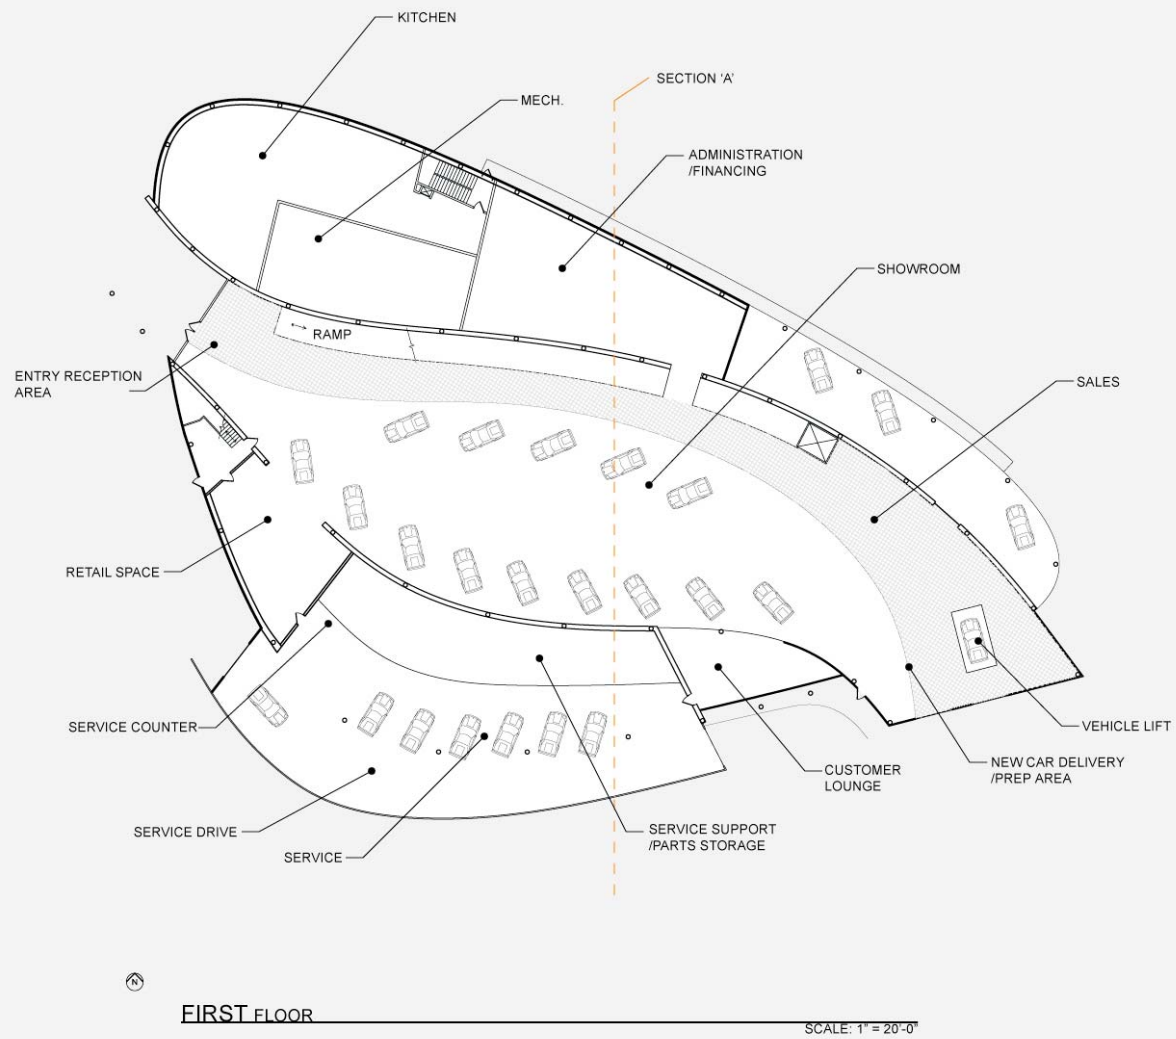 KITCHEN
SECTION 'A'
MECH.
ADMINISTRATION
/FINANCING
SHOWROOM
RAMP
ENTRY RECEPTION
AREA
SALES
RETAIL SPACE
SERVICE COUNTER
VEHICLE LIFT
NEW CAR DELIVERY
/PREP AREA
CUSTOMER
LOUNGE
SERVICE DRIVE
SERVICE SUPPORT
/PARTS STORAGE
SERVICE
N
FIRST FLOOR
SCALE: 1" = 20'-0"